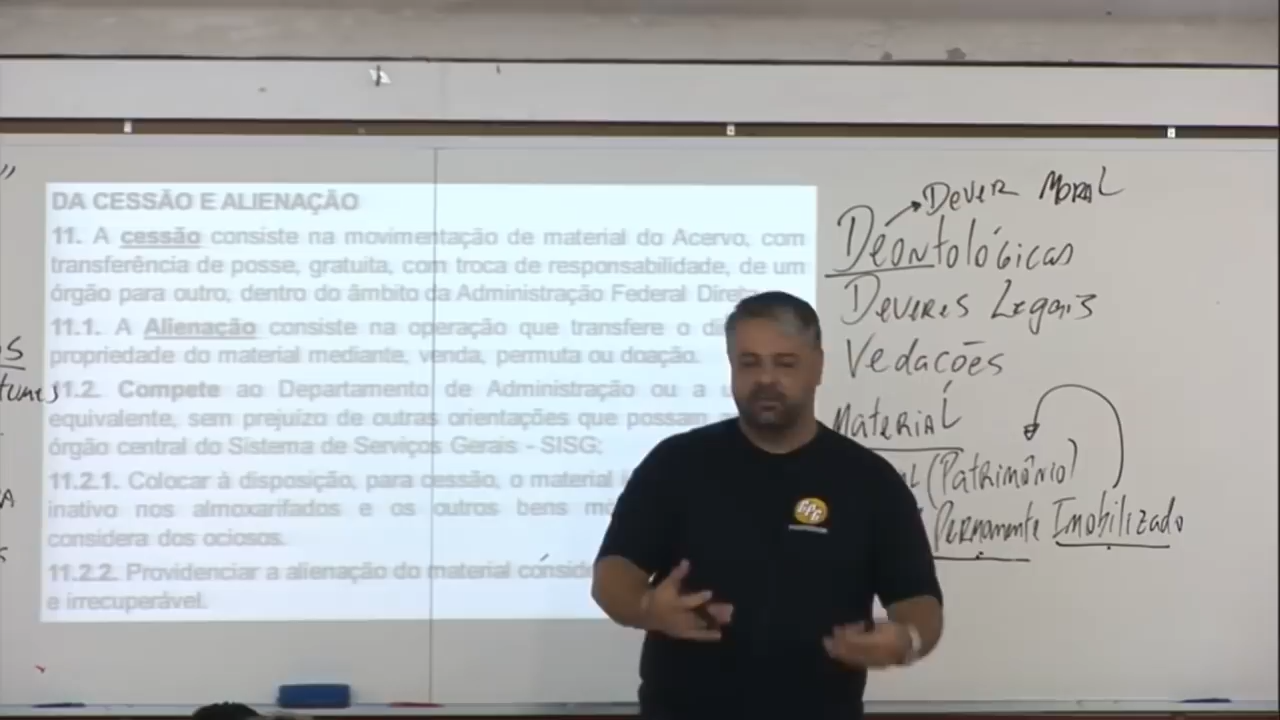 DA CESSÃO E ALIENAÇÃO
11. A cessão consiste na movimentação de material do Acervo, com
transferência de posse, gratuita, com troca de responsabilidade, de um
órgão para outro, dentro do âmbito da Administração Federal
11.1. A Alienação consiste na operação que transfere o
propriedade do material mediante, venda, permuta ou doação.
11.2. Compete ao Departamento de Administração ou a
equivalente, sem prejuízo de outras orientações que possam
órgão central do Sistema de Serviços Gerais - SISG:
11.2.1. Colocar à disposição, para cessão, o material
inativo nos almoxarifados e os outros bens
considera dos ociosos.
11.2.2. Providenciar a alienação do material
e irrecuperável.
Dever Moral
Deontológicas
Deveres Legais
Vedações
Material
(Patrimônio)
Permanente Imobilizado
GPG